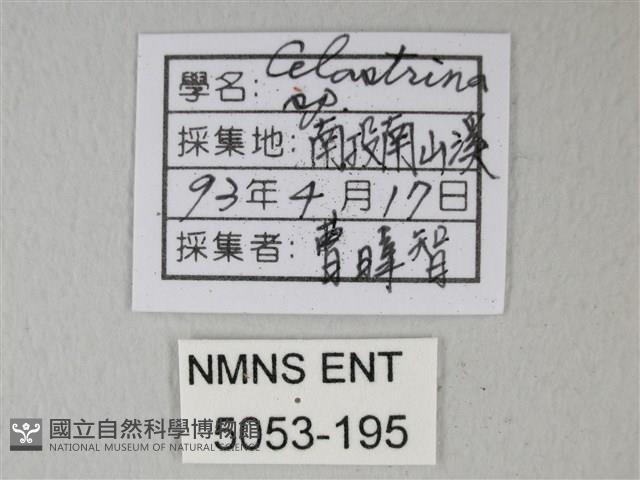 學名: Celastrina
sp.
採集地: 南投南山溪
93年4月17日
採集者: 曹暐智
NMNS ENT
5053-195
國立自然科學博物館
NATIONAL MUSEUM OF NATURAL SCIENCE